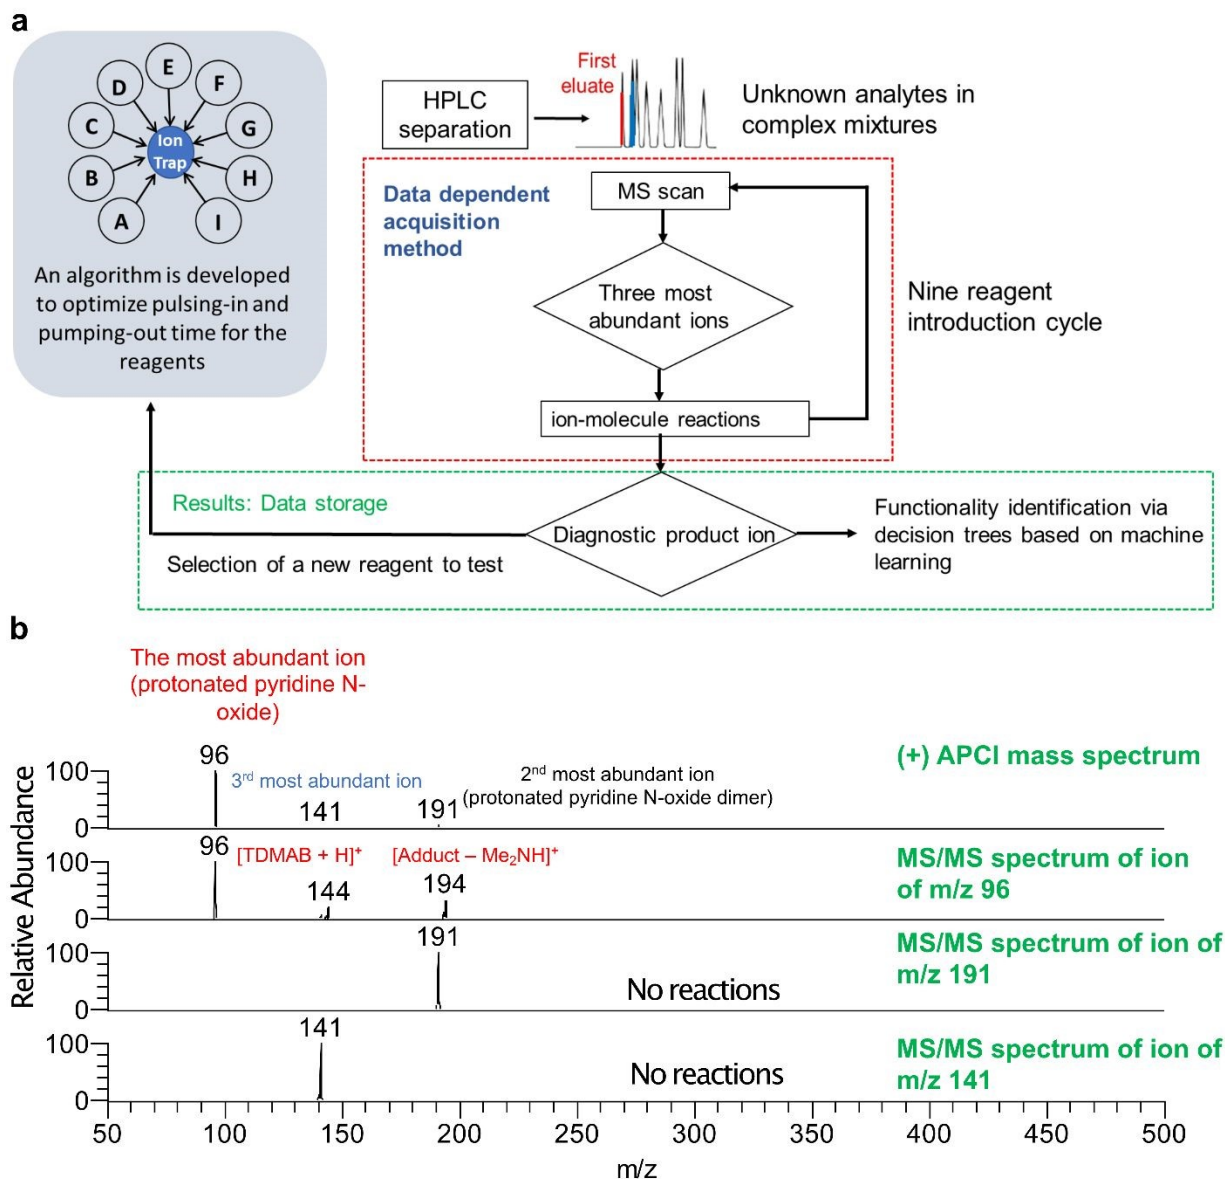 a
E
D
F
C
G
Ion
Trap
B
H
A
I
An algorithm is developed
to optimize pulsing-in and
pumping-out time for the
reagents
HPLC
separation
First
eluate
Unknown analytes in
complex mixtures
Data dependent
acquisition
method
MS scan
Three most
abundant ions
ion-molecule reactions
Nine reagent
introduction cycle
Results: Data storage
Selection of a new reagent to test
Diagnostic product ion
Functionality identification via
decision trees based on machine
learning
b
The most abundant ion
(protonated pyridine N-
oxide)
Relative Abundance
100
0
96
3rd most abundant ion
141
2nd most abundant ion
(protonated pyridine N-oxide dimer)
191
(+) APCI mass spectrum
100
0
96
[TDMAB + H]+
144
[Adduct – Me2NH]+
194
MS/MS spectrum of ion
of m/z 96
100
0
191
No reactions
MS/MS spectrum of ion of
m/z 191
100
0
141
No reactions
MS/MS spectrum of ion of
m/z 141
50 100 150 200 250 300 350 400 450 500
m/z